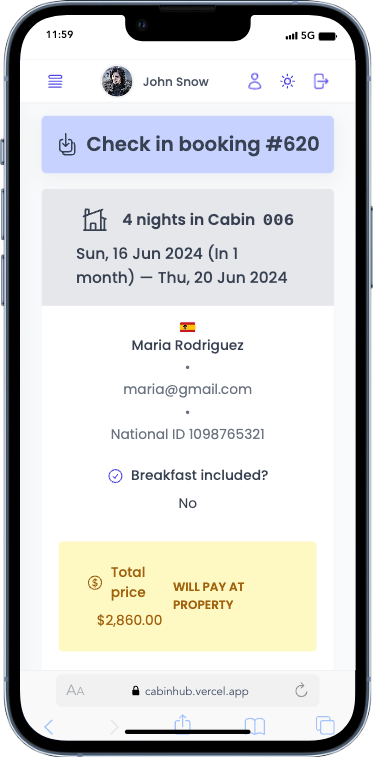 11:59 5G
John Snow
Check in booking #620
4 nights in Cabin 006
Sun, 16 Jun 2024 (In 1
month) — Thu, 20 Jun 2024
Maria Rodriguez
•
maria@gmail.com
•
National ID 1098765321
Breakfast included?
No
Total
price
$2,860.00
WILL PAY AT
PROPERTY
AA cabinhub.vercel.app